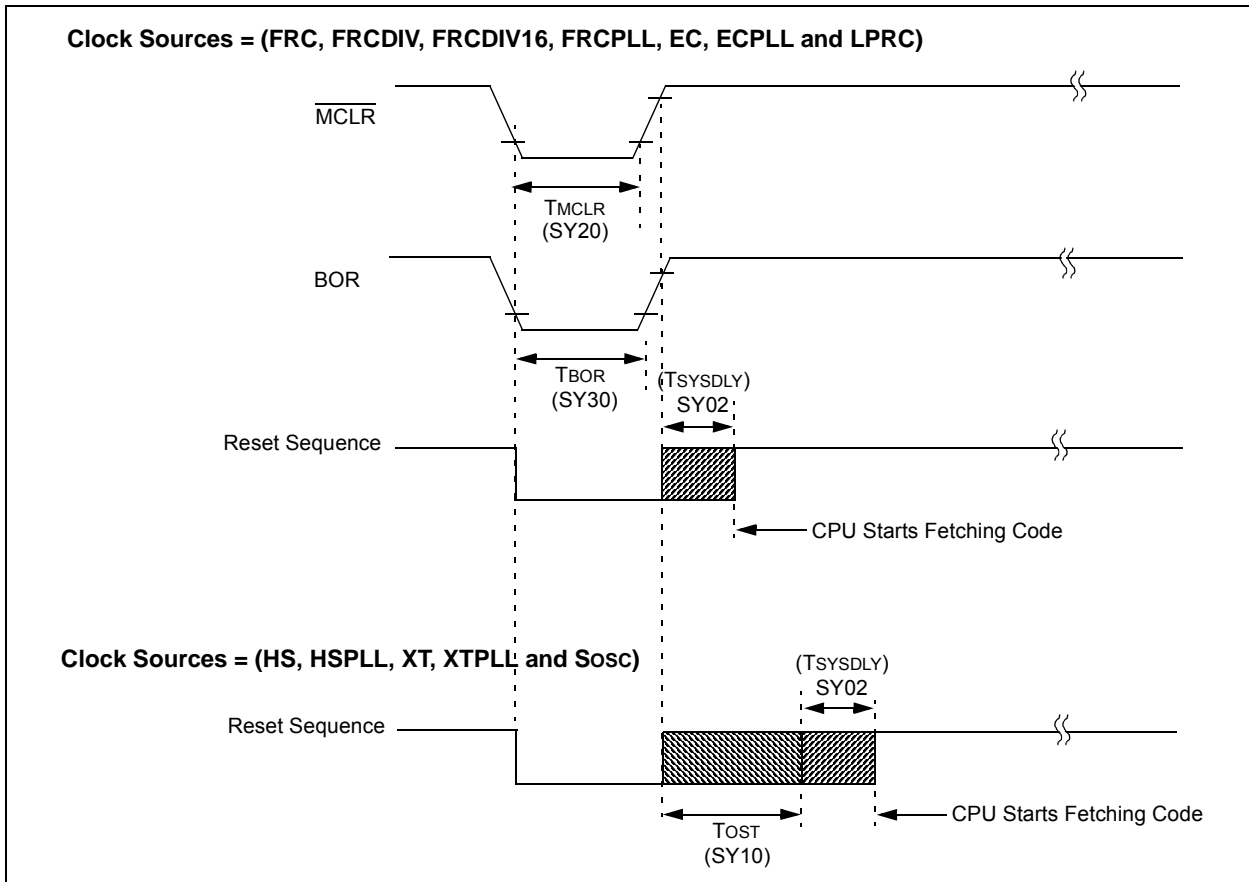 Clock Sources = (FRC, FRCDIV, FRCDIV16, FRCPLL, EC, ECPLL and LPRC)
MCLR
TMCLR
(SY20)
BOR
TBOR
(SY30)
(TSYSDLY)
SY02
Reset Sequence
CPU Starts Fetching Code
Clock Sources = (HS, HSPLL, XT, XTPLL and SOSC)
(TSYSDLY)
SY02
Reset Sequence
CPU Starts Fetching Code
TOST
(SY10)